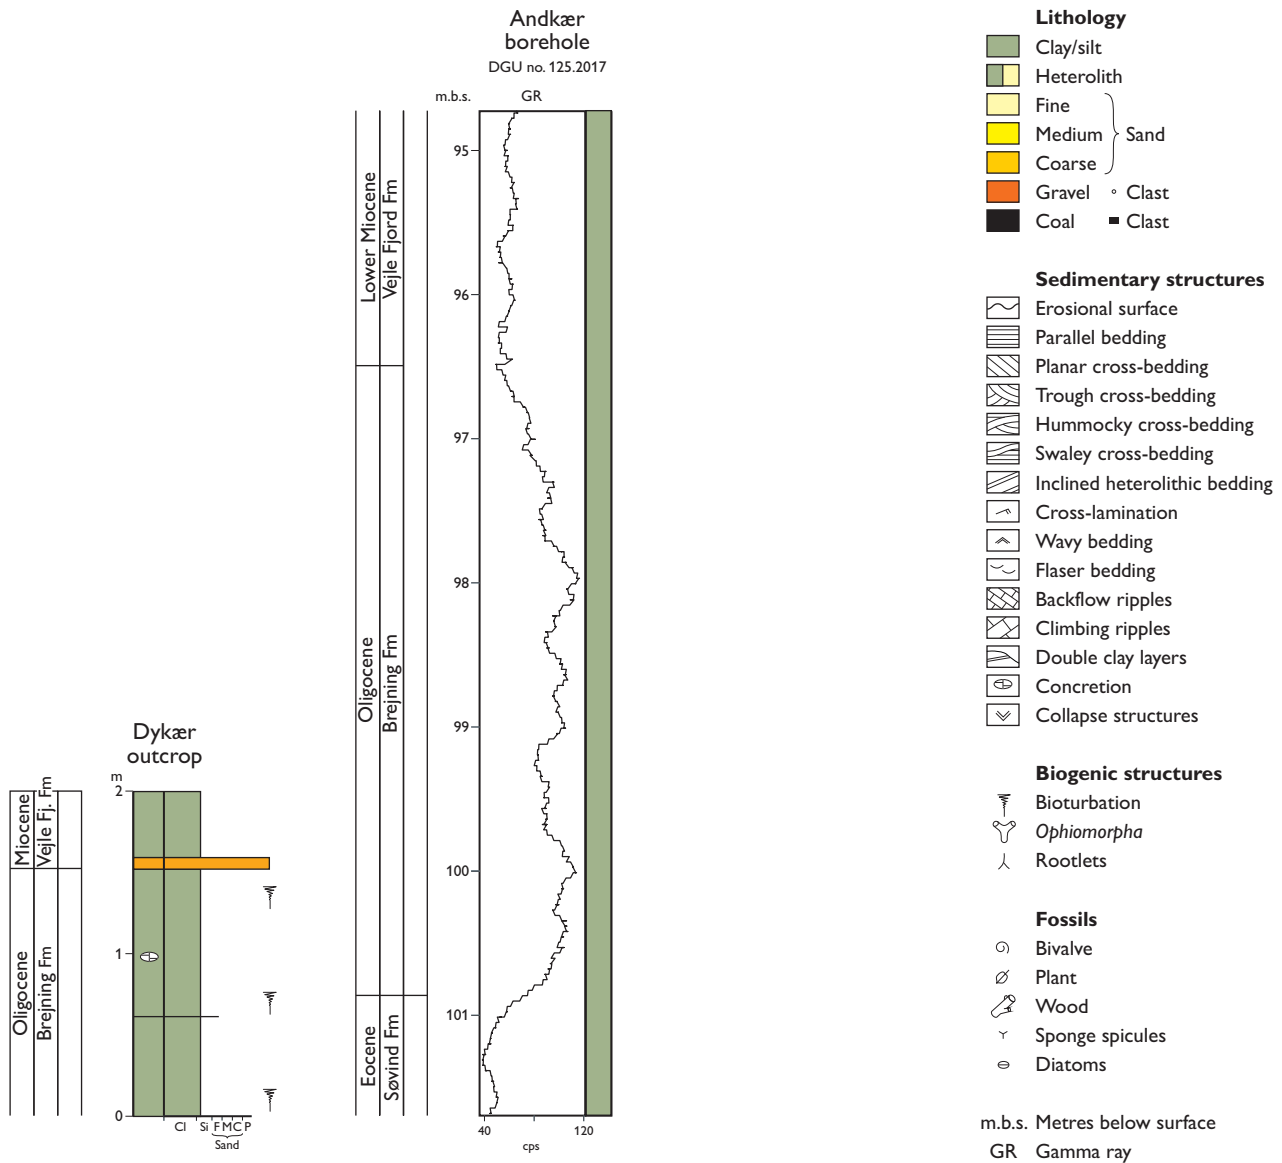 Andkær
borehole
DGU no. 125.2017
m.b.s. GR
95
96
97
98
99
100
101
Lower Miocene
Vejle Fjord Fm
Oligocene
Brejning Fm
Eocene
Søvind Fm
40 120
cps
Dykær
outcrop
m
2
1
0
Miocene
Vejle Fj. Fm
Oligocene
Brejning Fm
Cl Si F M C P
Sand
Lithology
Clay/silt
Heterolith
Fine
Medium Sand
Coarse
Gravel Clast
Coal Clast
Sedimentary structures
Erosional surface
Parallel bedding
Planar cross-bedding
Trough cross-bedding
Hummocky cross-bedding
Swaley cross-bedding
Inclined heterolithic bedding
Cross-lamination
Wavy bedding
Flaser bedding
Backflow ripples
Climbing ripples
Double clay layers
Concretion
Collapse structures
Biogenic structures
Bioturbation
Ophiomorpha
Rootlets
Fossils
Bivalve
Plant
Wood
Sponge spicules
Diatoms
m.b.s. Metres below surface
GR Gamma ray